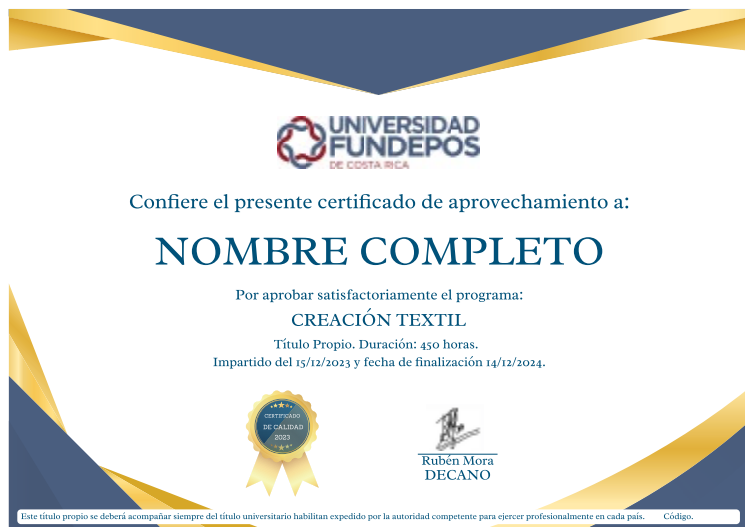 UNIVERSIDAD
FUNDEPOS
DE COSTA RICA
Confiere el presente certificado de aprovechamiento a:
NOMBRE COMPLETO
Por aprobar satisfactoriamente el programa:
CREACIÓN TEXTIL
Título Propio. Duración: 450 horas.
Impartido del 15/12/2023 y fecha de finalización 14/12/2024.
CERTIFICADO
DE CALIDAD
2023
Rubén Mora
DECANO
Este título propio se deberá acompañar siempre del título universitario habilitan expedido por la autoridad competente para ejercer profesionalmente en cada país. Código.